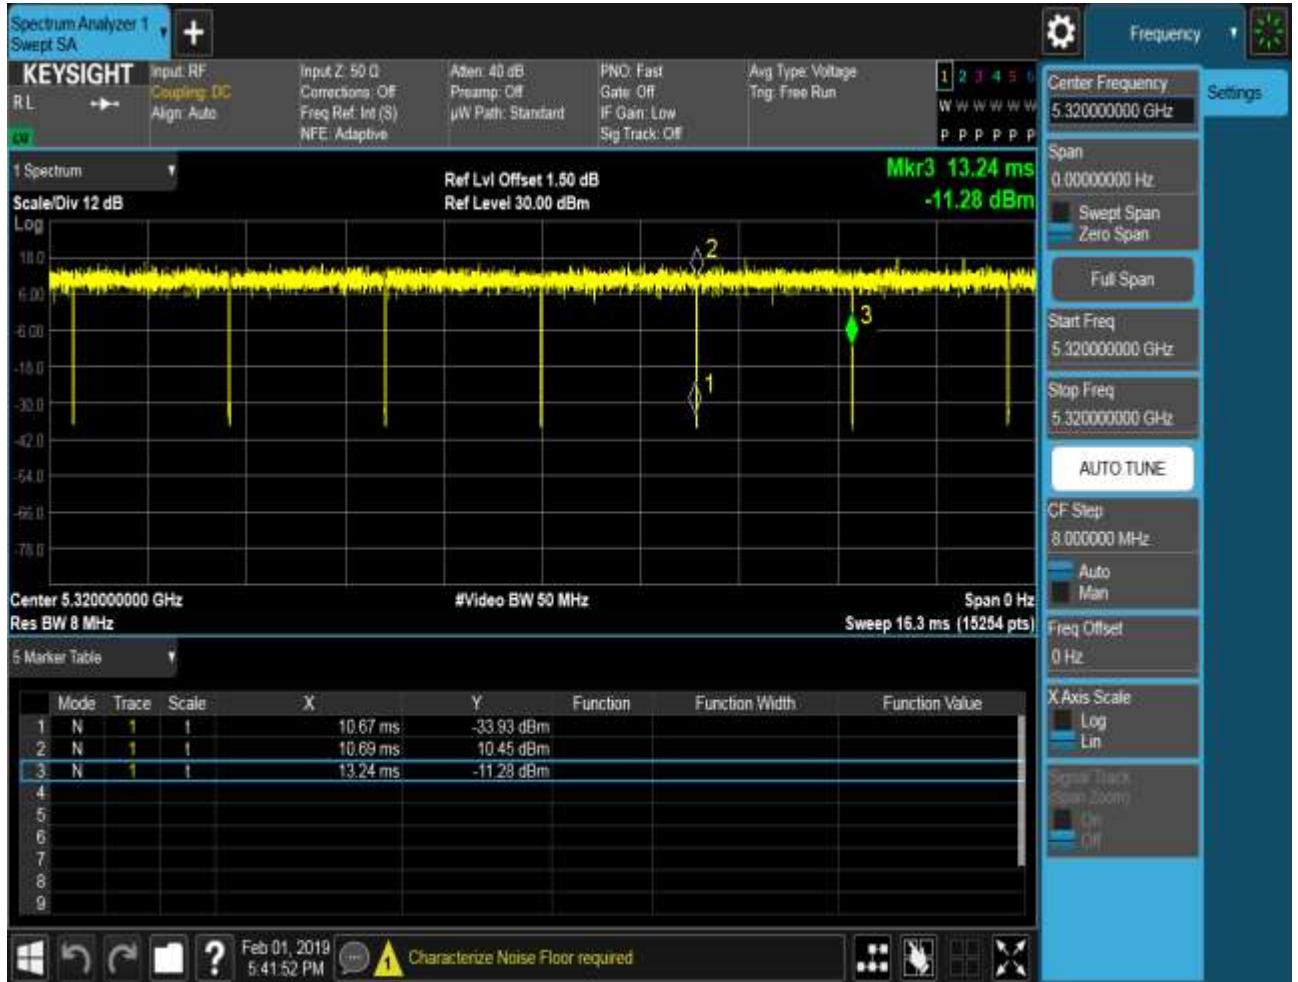 Spectrum Analyzer 1
Swept SA
+
Frequency
KEYSIGHT
RL
Input: RF
Coupling: DC
Align: Auto
Input Z: 50 Ω
Corrections: Off
Freq Ref: Int (S)
NFE: Adaptive
Atten: 40 dB
Preamp: Off
µW Path: Standard
PNO: Fast
Gate: Off
IF Gain: Low
Sig Track: Off
Avg Type: Voltage
Trig: Free Run
1 2 3 4 5 6
W W W W W W
P P P P P P
1 Spectrum
Scale/Div 12 dB
Ref Lvl Offset 1.50 dB
Ref Level 30.00 dBm
Mkr3 13.24 ms
-11.28 dBm
Log
18.0
6.00
-6.00
-18.0
-30.0
-42.0
-54.0
-66.0
-78.0
2
3
1
Center 5.320000000 GHz
Res BW 8 MHz
#Video BW 50 MHz
Span 0 Hz
Sweep 16.3 ms (15254 pts)
5 Marker Table
Mode Trace Scale X Y Function Function Width Function Value
1 N 1 t 10.67 ms -33.93 dBm
2 N 1 t 10.69 ms 10.45 dBm
3 N 1 t 13.24 ms -11.28 dBm
4
5
6
7
8
9
?
Feb 01, 2019
5:41:52 PM
1
Characterize Noise Floor required
Settings
Center Frequency
5.320000000 GHz
Span
0.00000000 Hz
Swept Span
Zero Span
Full Span
Start Freq
5.320000000 GHz
Stop Freq
5.320000000 GHz
AUTO TUNE
CF Step
8.000000 MHz
Auto
Man
Freq Offset
0 Hz
X Axis Scale
Log
Lin
Signal Track
(Span Zoom)
On
Off